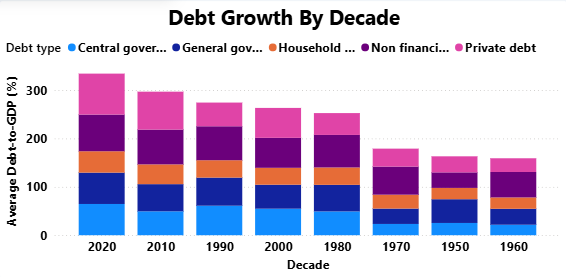 Debt Growth By Decade
Debt type Central gover... General gov... Household ... Non financi... Private debt
Average Debt-to-GDP (%)
300
200
100
0
2020 2010 1990 2000 1980 1970 1950 1960
Decade